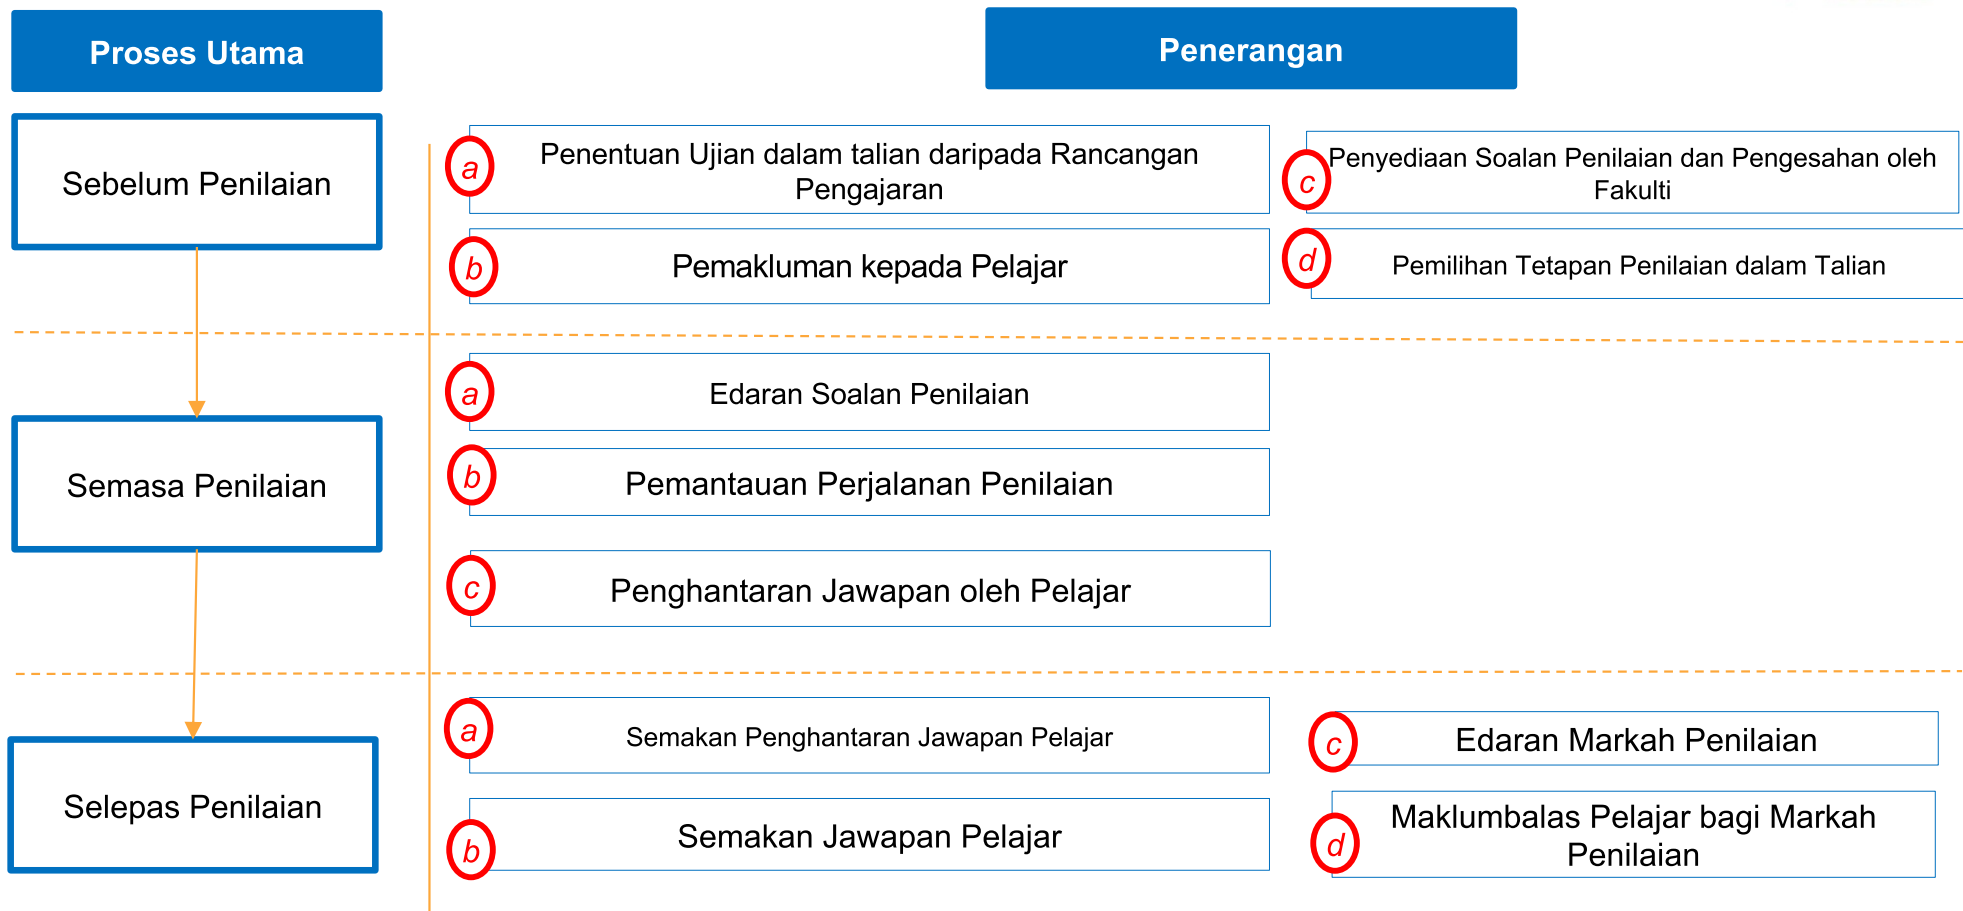 Proses Utama
Penerangan
Sebelum Penilaian
a
Penentuan Ujian dalam talian daripada Rancangan
Pengajaran
b
Pemakluman kepada Pelajar
c
Penyediaan Soalan Penilaian dan Pengesahan oleh
Fakulti
d
Pemilihan Tetapan Penilaian dalam Talian
Semasa Penilaian
a
Edaran Soalan Penilaian
b
Pemantauan Perjalanan Penilaian
c
Penghantaran Jawapan oleh Pelajar
Selepas Penilaian
a
Semakan Penghantaran Jawapan Pelajar
b
Semakan Jawapan Pelajar
c
Edaran Markah Penilaian
d
Maklumbalas Pelajar bagi Markah
Penilaian